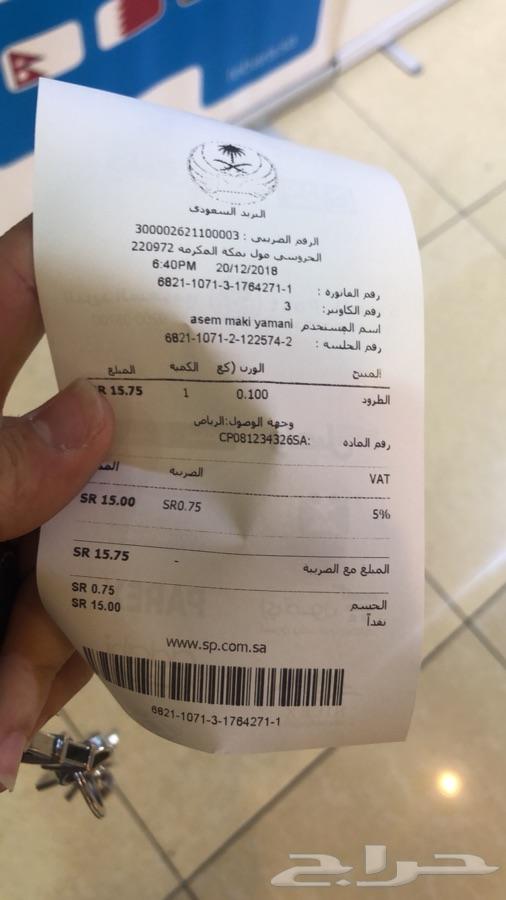 البريد السعودى
الرقم الضريبى : 300002621100003
الحروسي مول بمكة المكرمة 220972
6:40PM 20/12/2018
رقم الفاتورة : 6821-1071-3-1764271-1
رقم الكاونتر: 3
اسم المستخدم asem maki yamani
رقم الجلسة : 6821-1071-2-122574-2
المنتج الوزن (كغ الكمية المبلغ
الطرود 0.100 1 R 15.75
وجهة الوصول:الرياض
رقم الماده :CP081234326SA
VAT الضريبة
5% SR0.75 SR 15.00
المبلغ مع الضريبة - SR 15.75
الحسم SR 0.75
نقداً SR 15.00
www.sp.com.sa
6821-1071-3-1764271-1
حراج